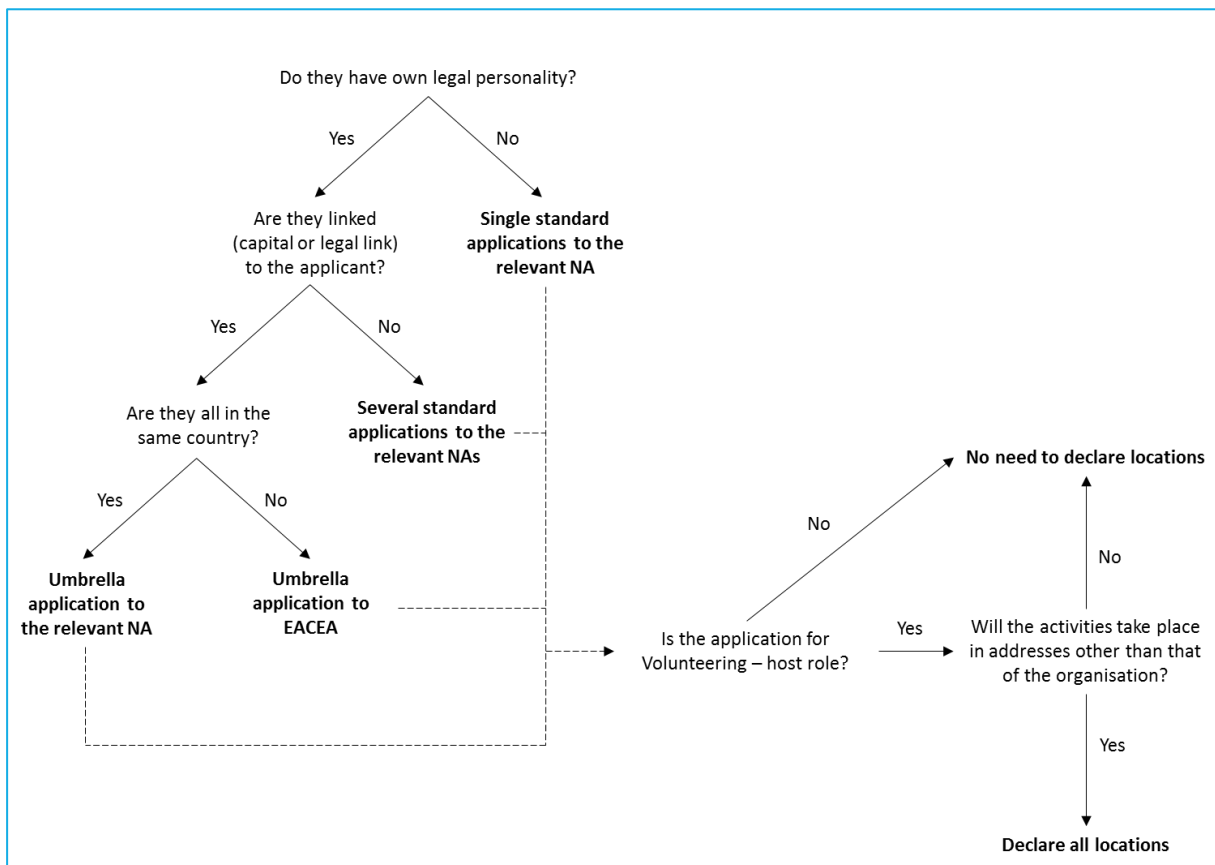 Do they have own legal personality?
Yes
No
Are they linked
(capital or legal link)
to the applicant?
Single standard
applications to the
relevant NA
Yes
No
Are they all in the
same country?
Several standard
applications to the
relevant NAs
Yes
No
Umbrella
application to
the relevant NA
Umbrella
application to
EACEA
Is the application for
Volunteering – host role?
No
Yes
No need to declare locations
No
Will the activities take place
in addresses other than that
of the organisation?
Yes
Declare all locations